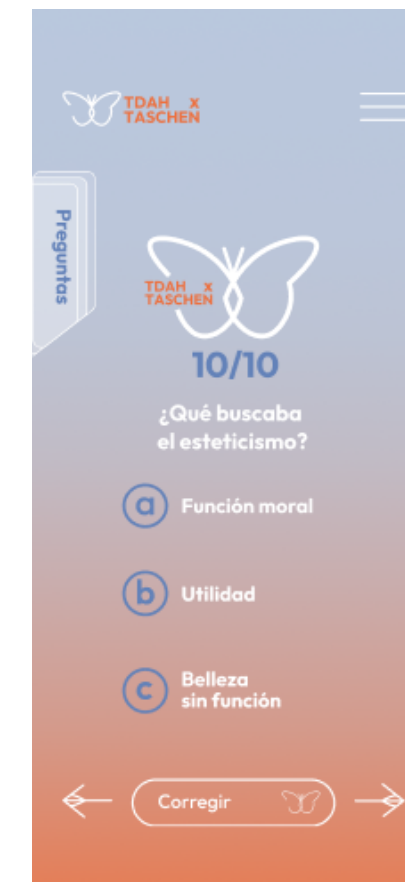 TDAH x
TASCHEN
Preguntas
TDAH x
TASCHEN
10/10
¿Qué buscaba
el esteticismo?
a Función moral
b Utilidad
c Belleza
sin función
Corregir